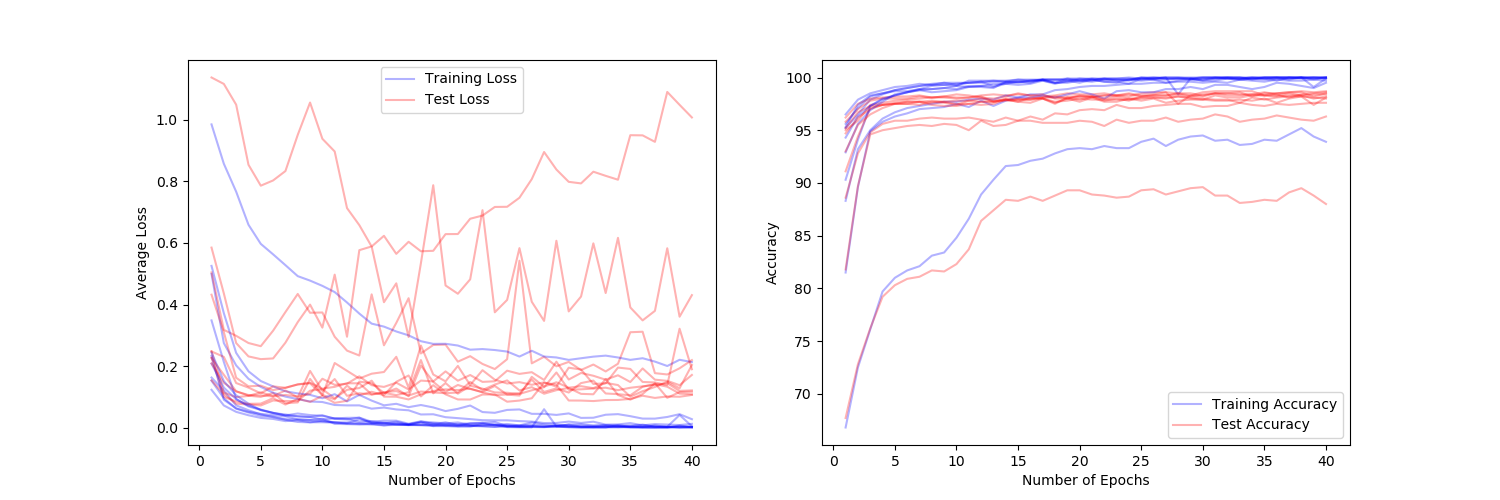 Training Loss
Test Loss
1.0
0.8
0.6
0.4
0.2
0.0
Average Loss
0 5 10 15 20 25 30 35 40
Number of Epochs
100
95
90
85
80
75
70
Accuracy
Training Accuracy
Test Accuracy
0 5 10 15 20 25 30 35 40
Number of Epochs